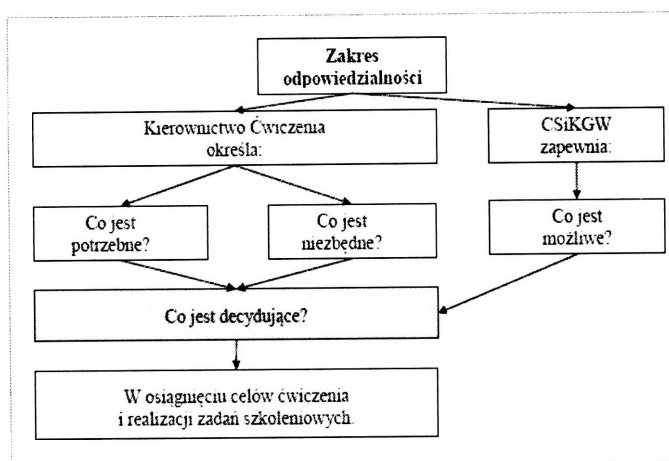 Zakres
odpowiedzialności
Kierownictwo Ćwiczenia
określa:
CSiKGW
zapewnia:
Co jest
potrzebne?
Co jest
niezbędne?
Co jest
możliwe?
Co jest decydujące?
W osiągnięciu celów ćwiczenia
i realizacji zadań szkoleniowych.